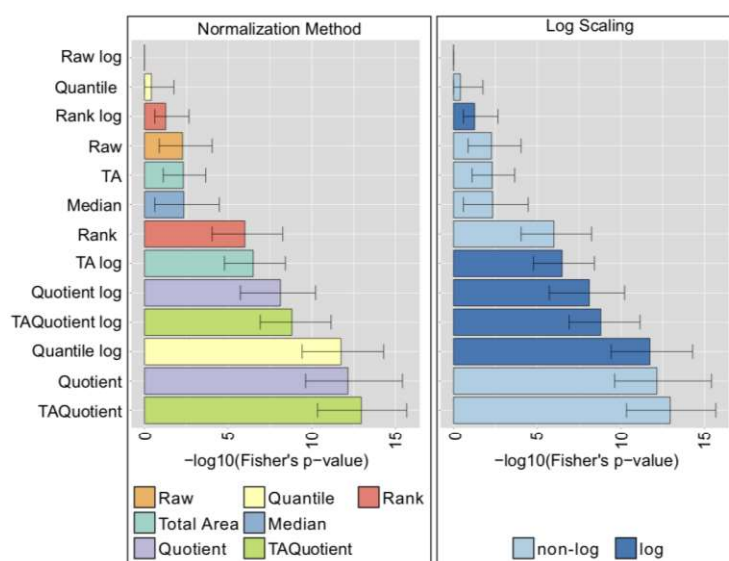 Normalization Method
Log Scaling
Raw log
Quantile
Rank log
Raw
TA
Median
Rank
TA log
Quotient log
TAQuotient log
Quantile log
Quotient
TAQuotient
0 5 10 15
0 5 10 15
−log10(Fisher's p−value)
−log10(Fisher's p−value)
Raw Quantile Rank
Total Area Median
Quotient TAQuotient
non-log log